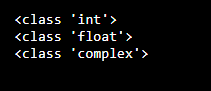 <class 'int'>
<class 'float'>
<class 'complex'>